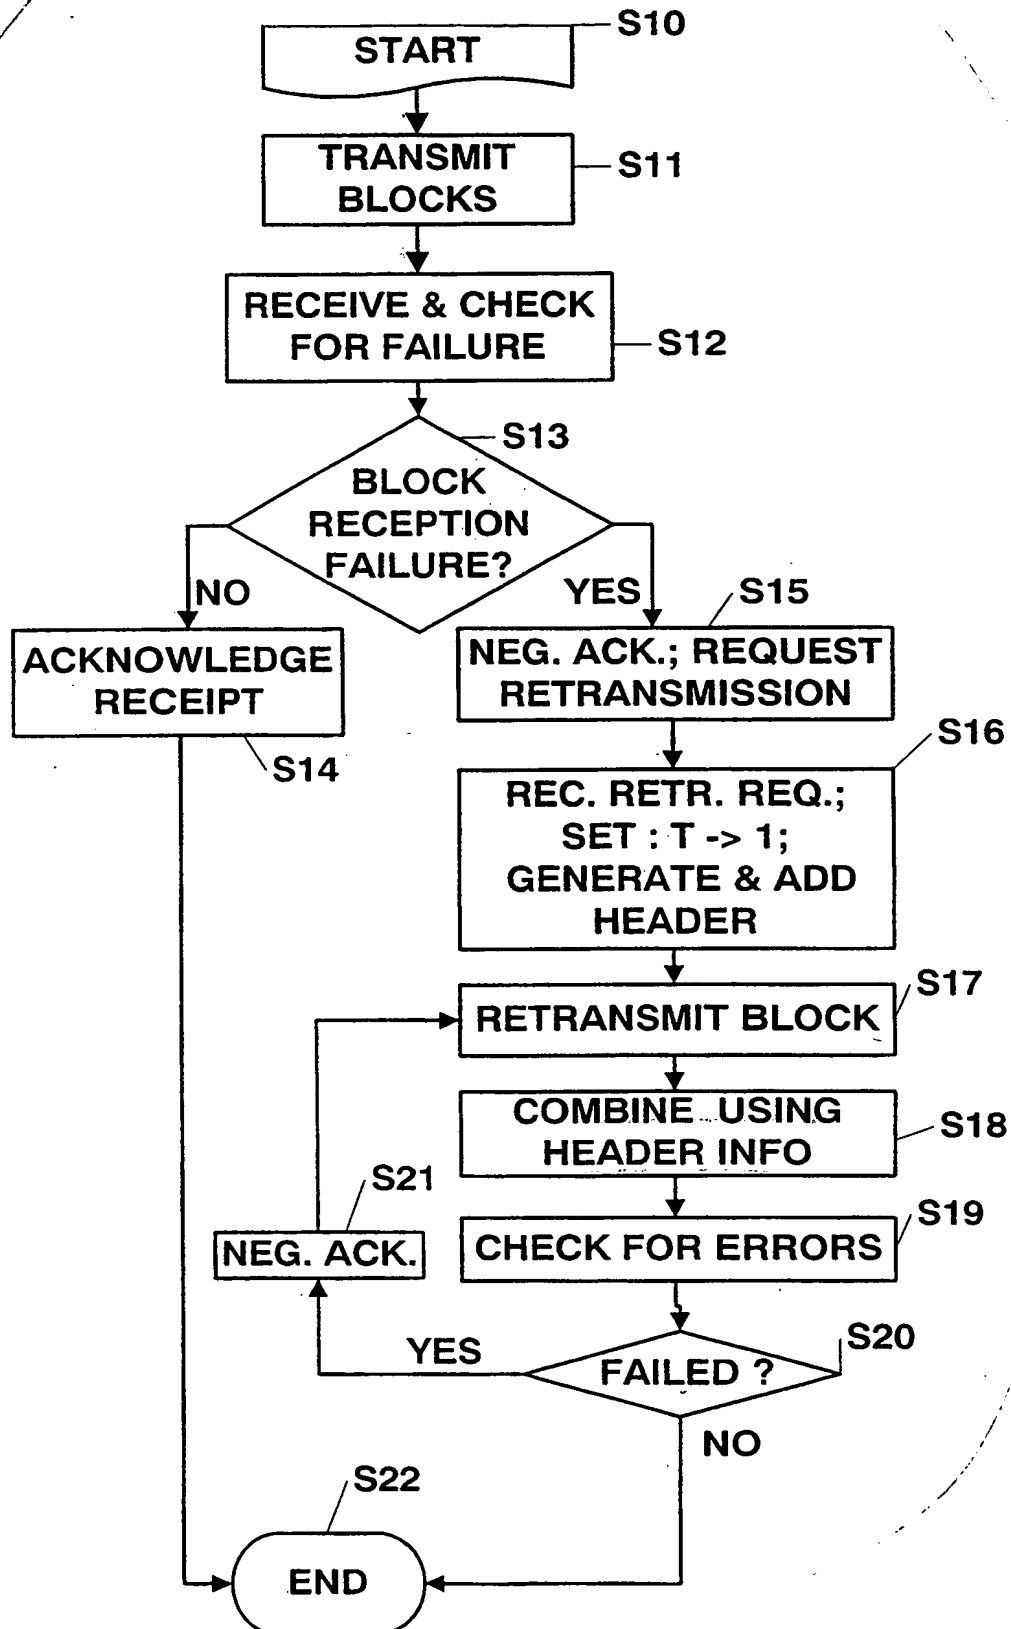 START
S10
TRANSMIT
BLOCKS
S11
RECEIVE & CHECK
FOR FAILURE
S12
S13
BLOCK
RECEPTION
FAILURE?
NO
YES
S15
ACKNOWLEDGE
RECEIPT
S14
NEG. ACK.; REQUEST
RETRANSMISSION
S16
REC. RETR. REQ.;
SET : T -> 1;
GENERATE & ADD
HEADER
S17
RETRANSMIT BLOCK
COMBINE USING
HEADER INFO
S18
S21
NEG. ACK.
S19
CHECK FOR ERRORS
YES
S20
FAILED ?
NO
S22
END